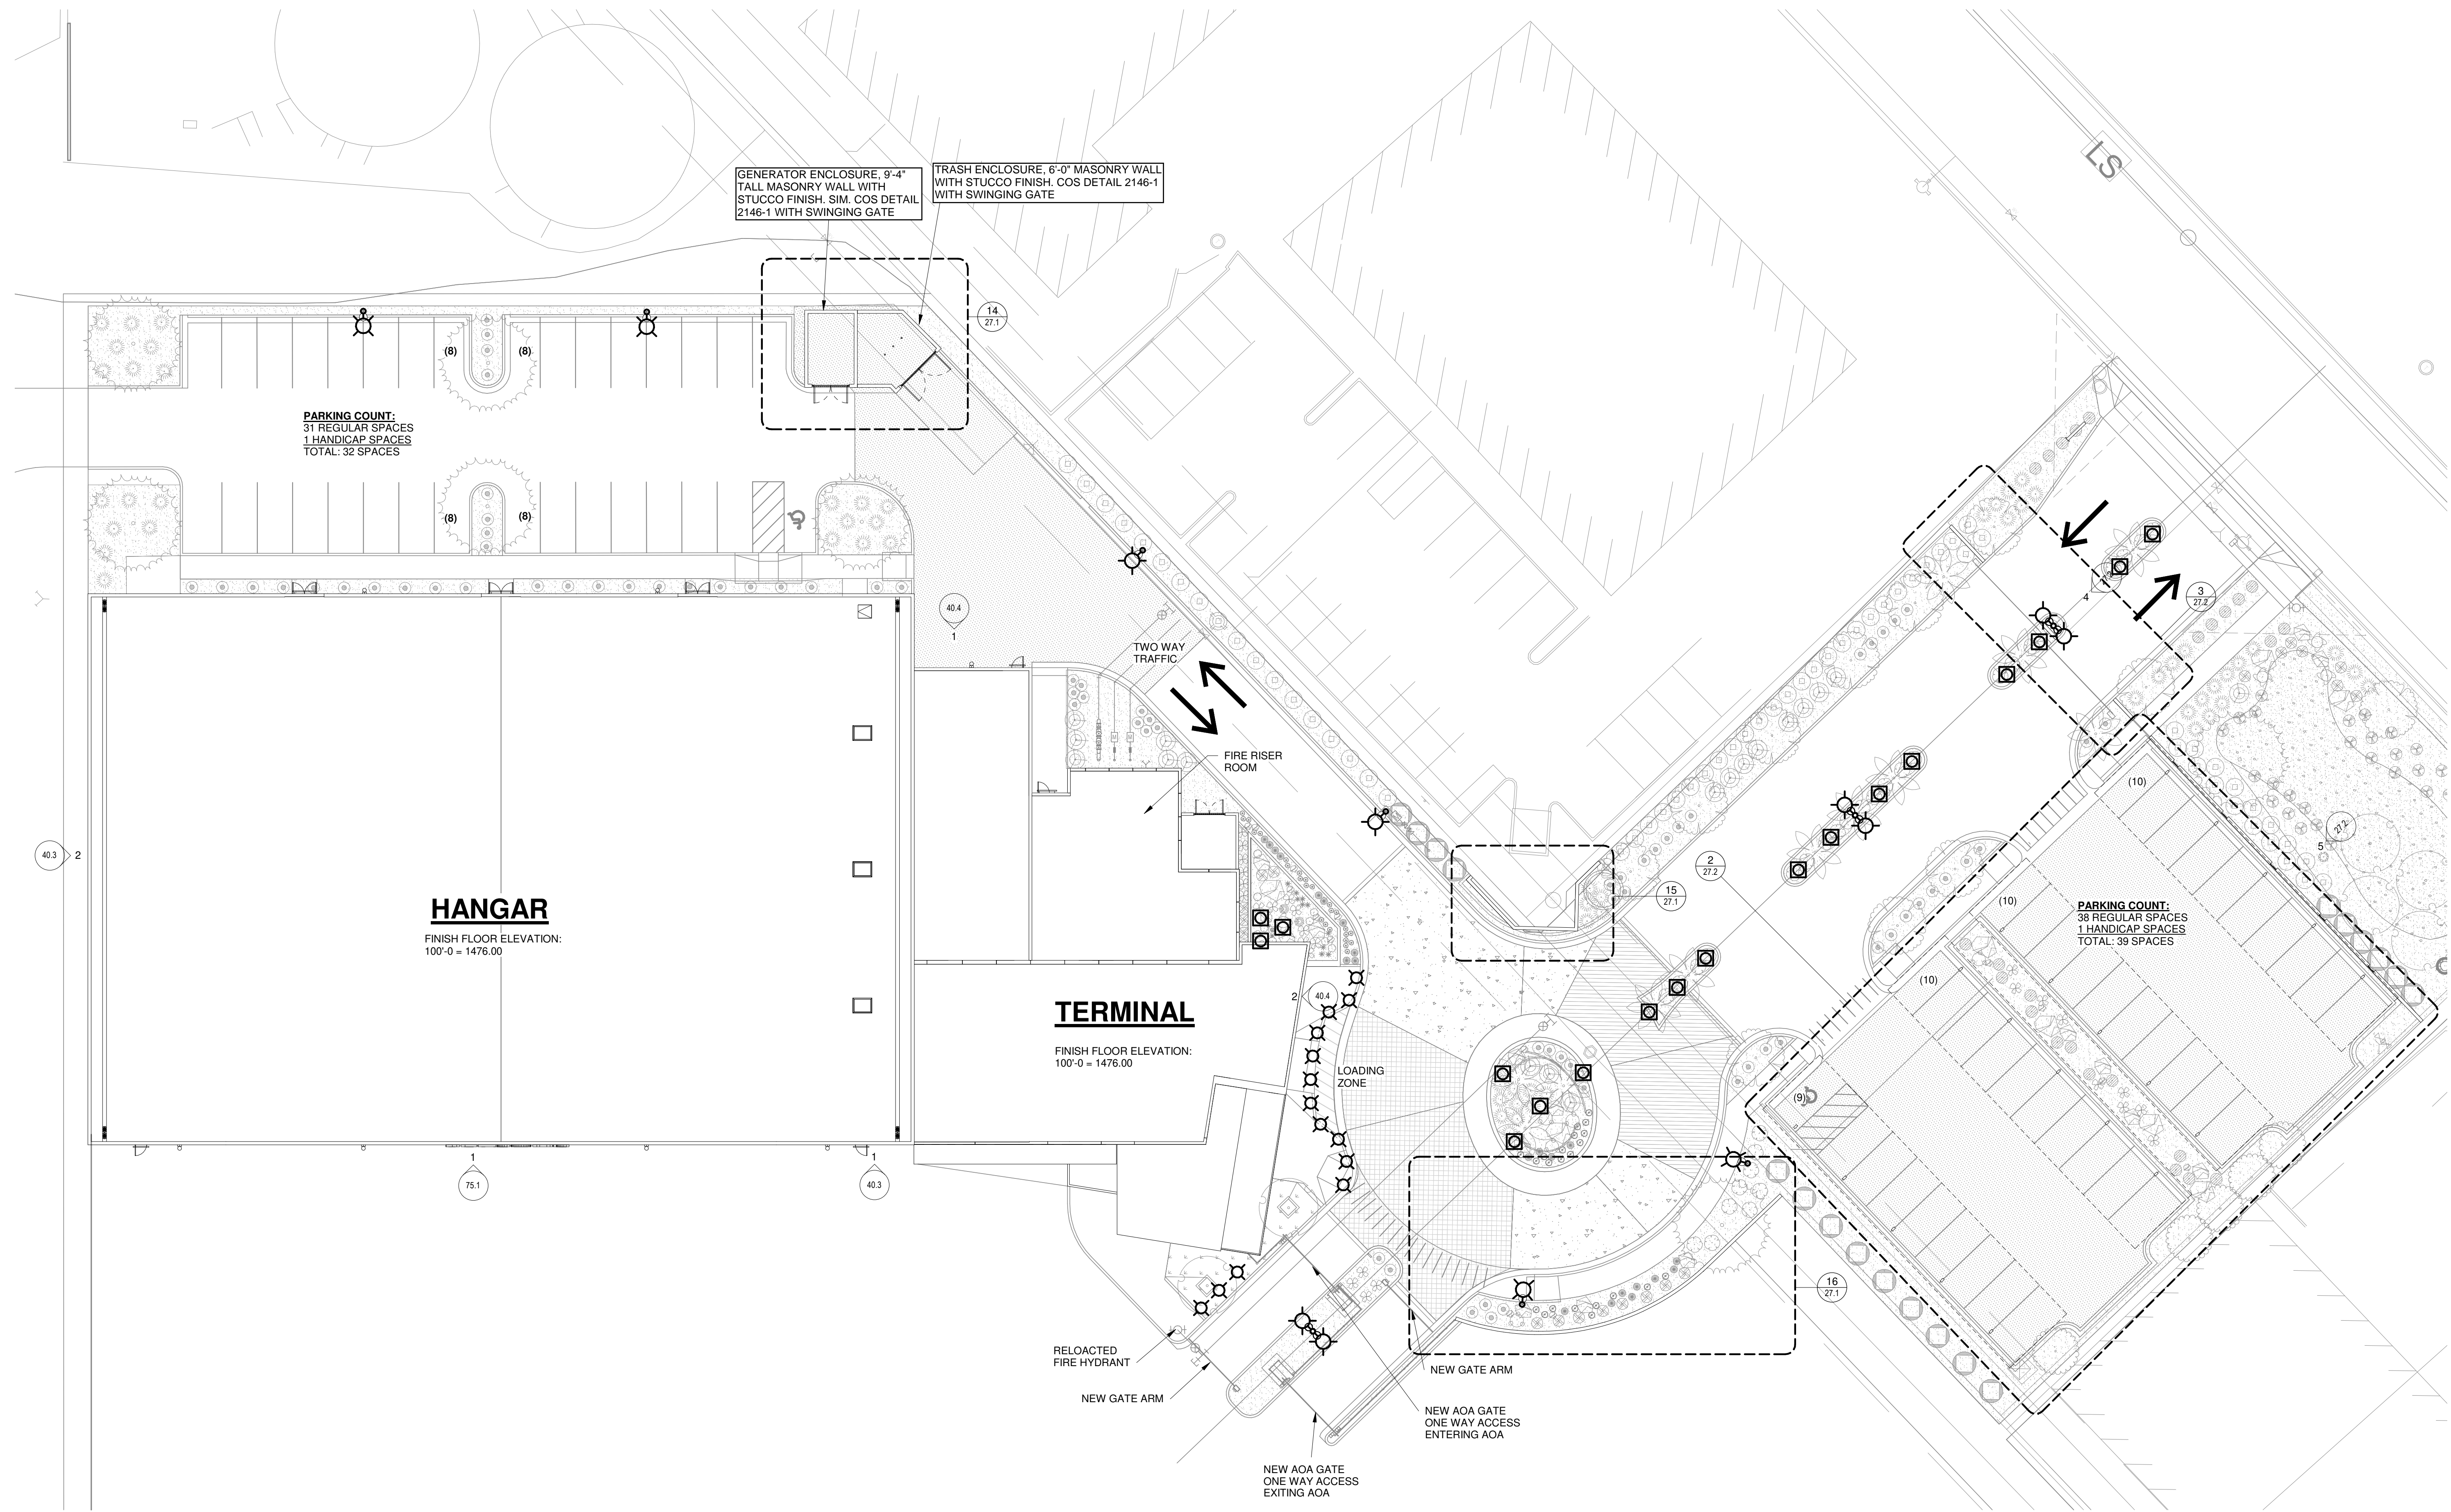 LS
GENERATOR ENCLOSURE, 9'-4"
TALL MASONRY WALL WITH
STUCCO FINISH. SIM. COS DETAIL
2146-1 WITH SWINGING GATE
TRASH ENCLOSURE, 6'-0" MASONRY WALL
WITH STUCCO FINISH. COS DETAIL 2146-1
WITH SWINGING GATE
14
27.1
(8)
(8)
PARKING COUNT:
31 REGULAR SPACES
1 HANDICAP SPACES
TOTAL: 32 SPACES
(8)
(8)
40.4
1
TWO WAY
TRAFFIC
4
3
27.2
FIRE RISER
ROOM
(10)
27.2
5
40.3
2
2
27.2
15
27.1
(10)
PARKING COUNT:
38 REGULAR SPACES
1 HANDICAP SPACES
TOTAL: 39 SPACES
HANGAR
FINISH FLOOR ELEVATION:
100'-0 = 1476.00
(10)
2
40.4
TERMINAL
FINISH FLOOR ELEVATION:
100'-0 = 1476.00
LOADING
ZONE
(9)
1
75.1
1
40.3
16
27.1
RELOACTED
FIRE HYDRANT
NEW GATE ARM
NEW GATE ARM
NEW AOA GATE
ONE WAY ACCESS
ENTERING AOA
NEW AOA GATE
ONE WAY ACCESS
EXITING AOA